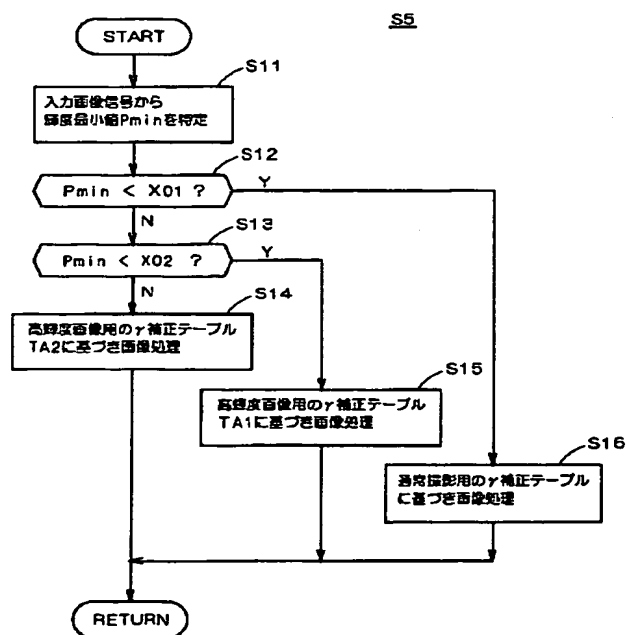 S5
START
S11
入力画像信号から
輝度最小値Pminを特定
S12
Pmin < X01 ?
Y
N
S13
Pmin < X02 ?
Y
N
S14
高輝度画像用のγ補正テーブル
TA2に基づき画像処理
S15
高輝度画像用のγ補正テーブル
TA1に基づき画像処理
S16
通常撮影用のγ補正テーブル
に基づき画像処理
RETURN